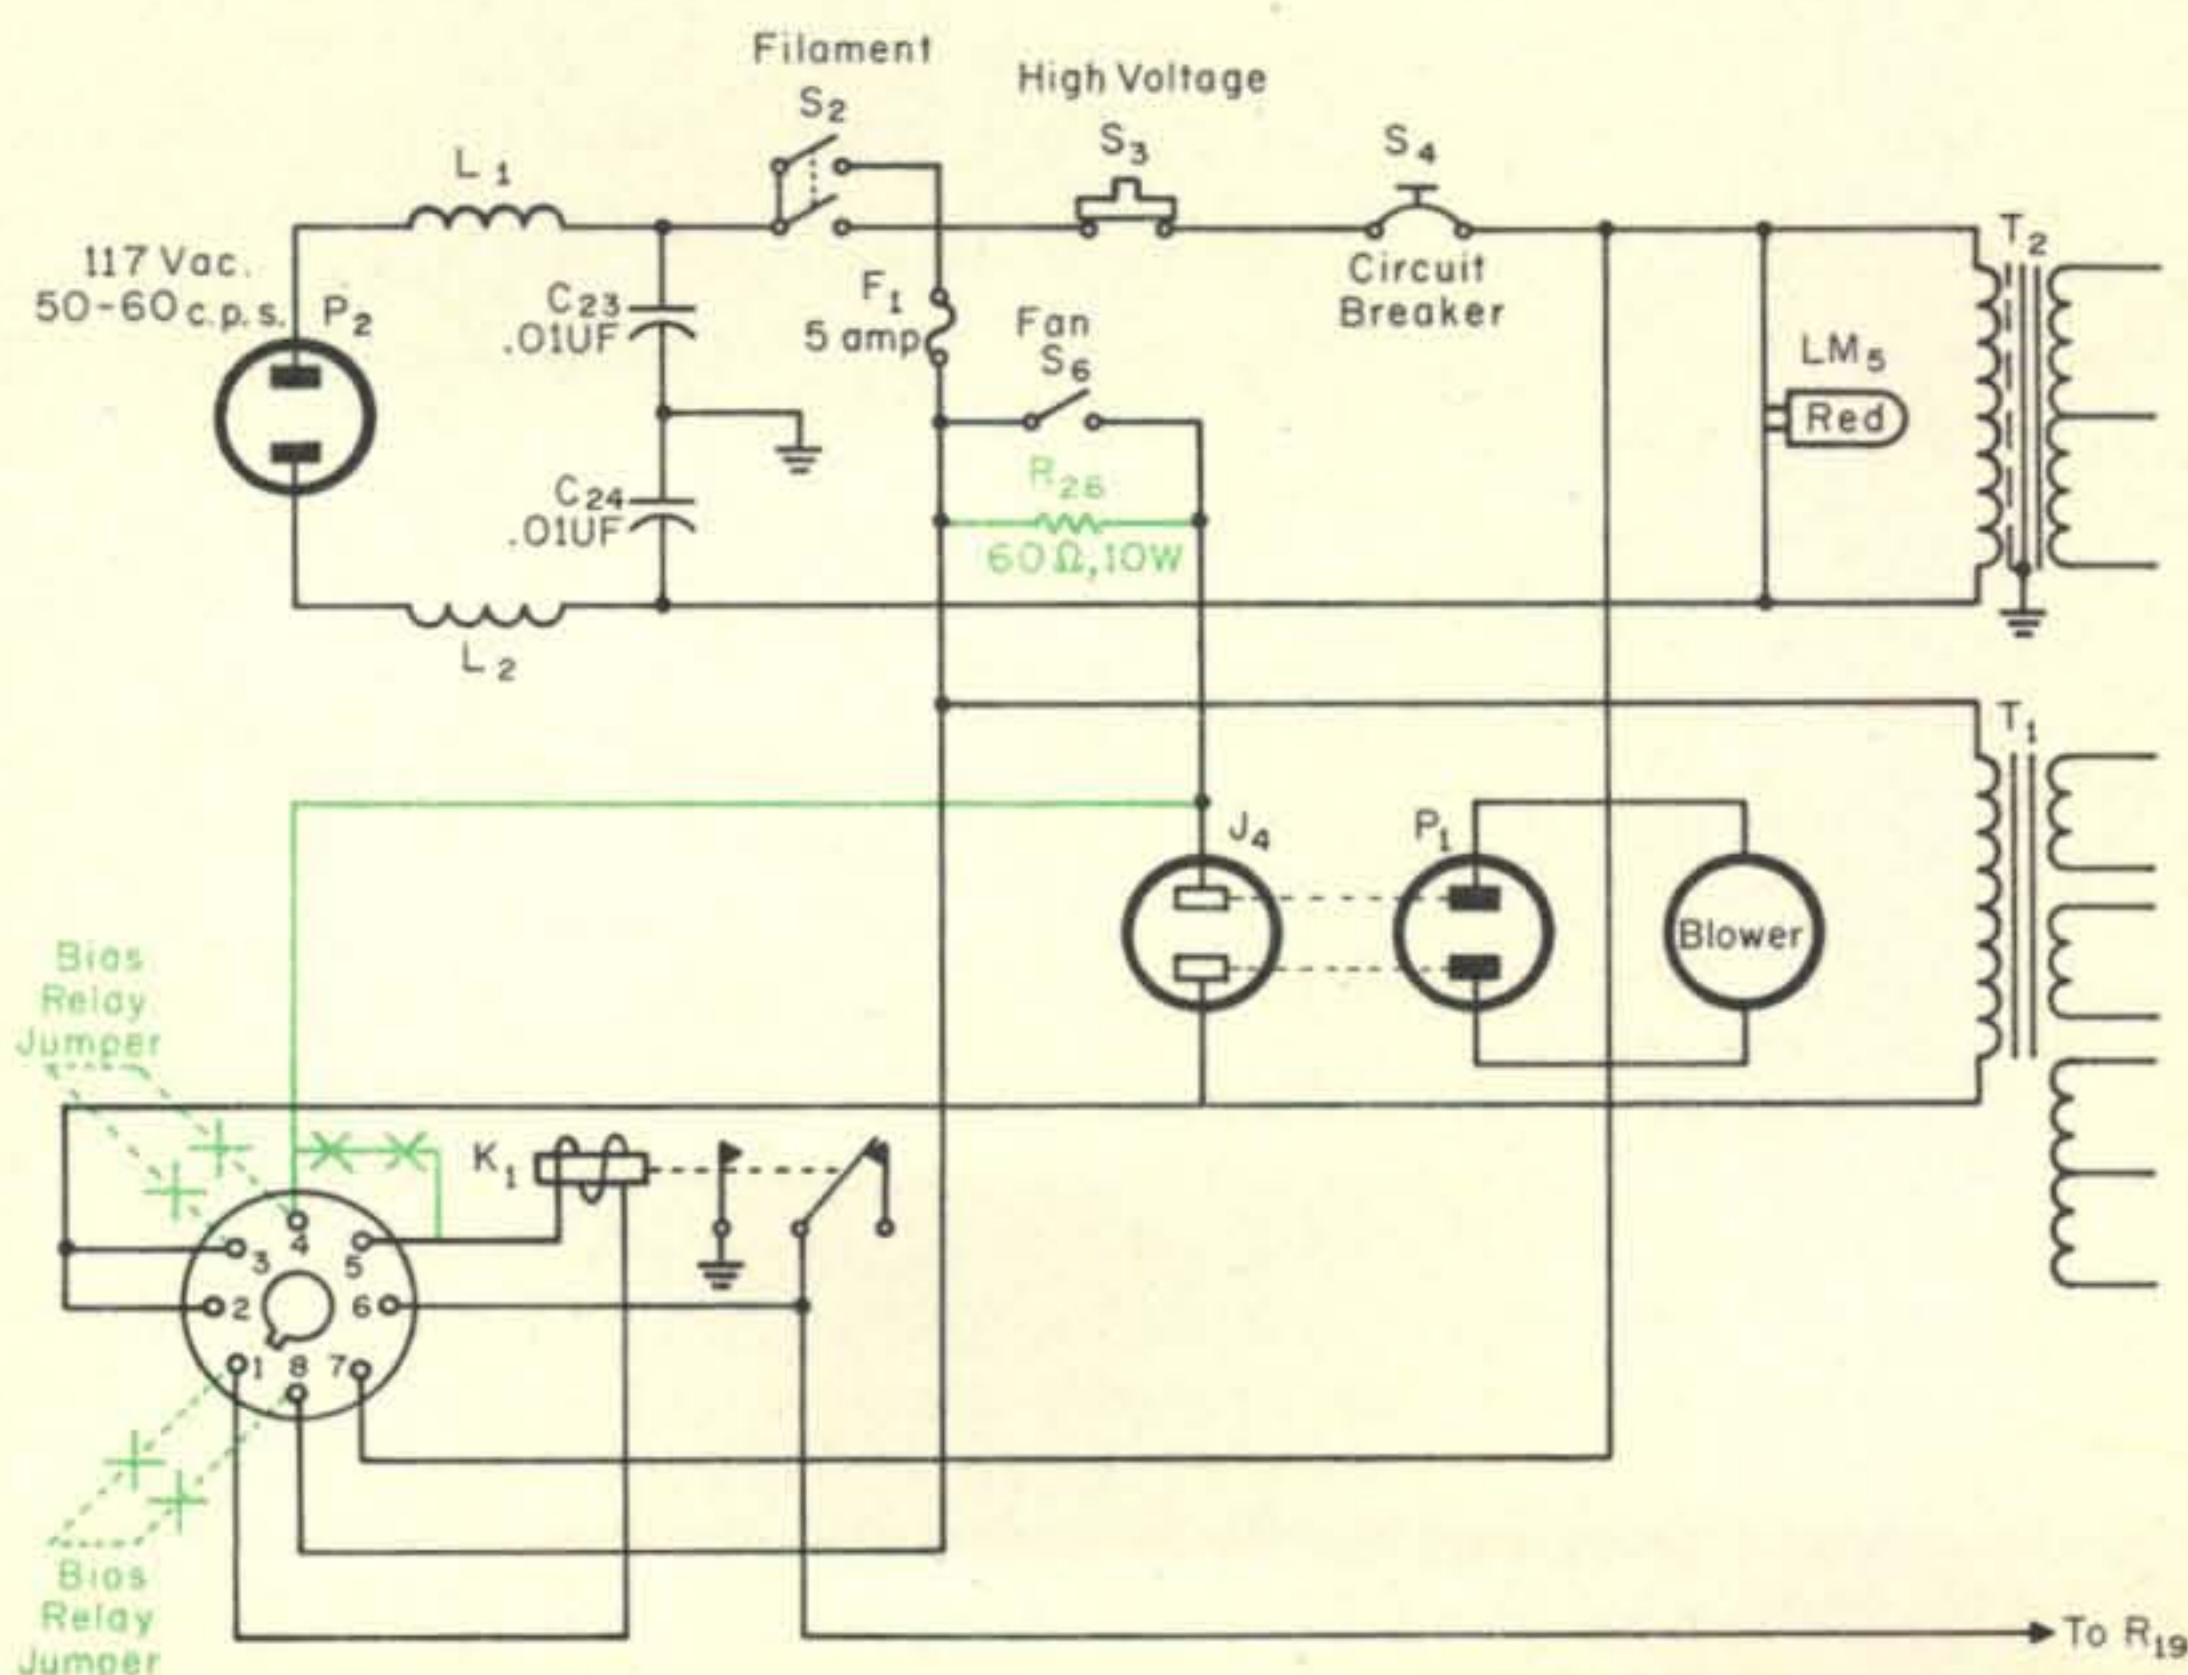 Filament
S2
High Voltage
S3
S4
L1
T2
117 Vac.
50-60 c.p.s.
P2
C23
.01UF
F1
5 amp
Fan
S6
Circuit
Breaker
LM5
Red
R26
60Ω, 10W
C24
.01UF
L2
T1
J4
P1
Blower
Bias
Relay
Jumper
K1
4
3
5
2
6
1
8
7
Bias
Relay
Jumper
To R19